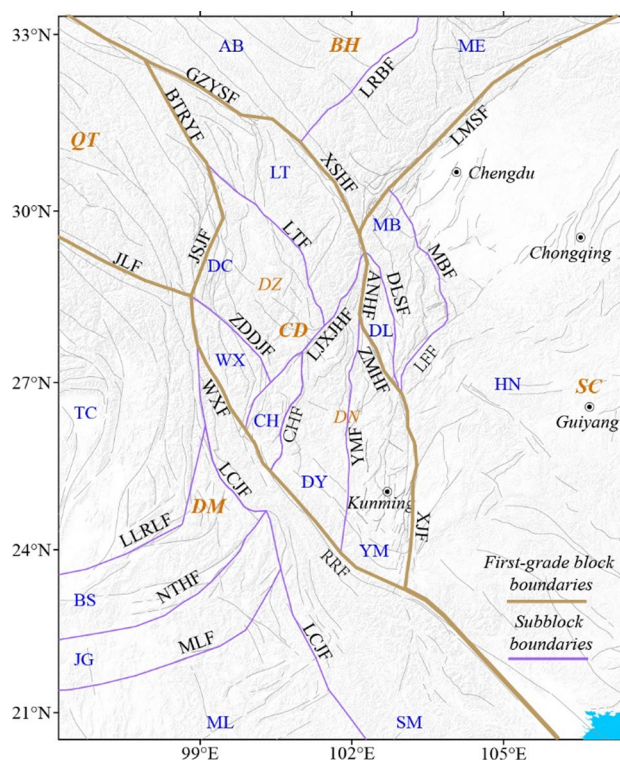 33°N
AB
BH
ME
GZYSF
LRBF
BTRYF
LMSF
QT
LT
XSHF
Chengdu
30°N
MB
LTF
MBF
Chongqing
JLF
JSJF
DC
DZ
ANHF
DLSF
ZDDJF
CD
LJXJHF
DL
WX
ZMHF
LFF
27°N
HN
SC
WXF
TC
CH
CHF
DN
YMF
Guiyang
LCJF
DY
Kunming
DM
LLRLF
XJF
24°N
RRF
YM
First-grade block
boundaries
NTHF
BS
Subblock
boundaries
MLF
LCJF
JG
21°N
ML
SM
99°E
102°E
105°E